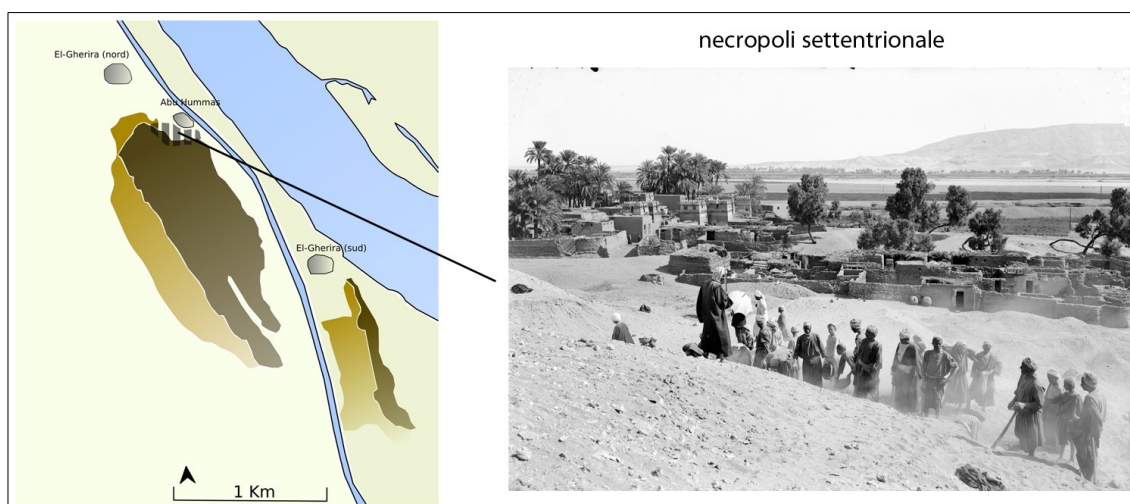 necropoli settentrionale
El-Gherira (nord)
Abu Hummas
El-Gherira (sud)
1 Km